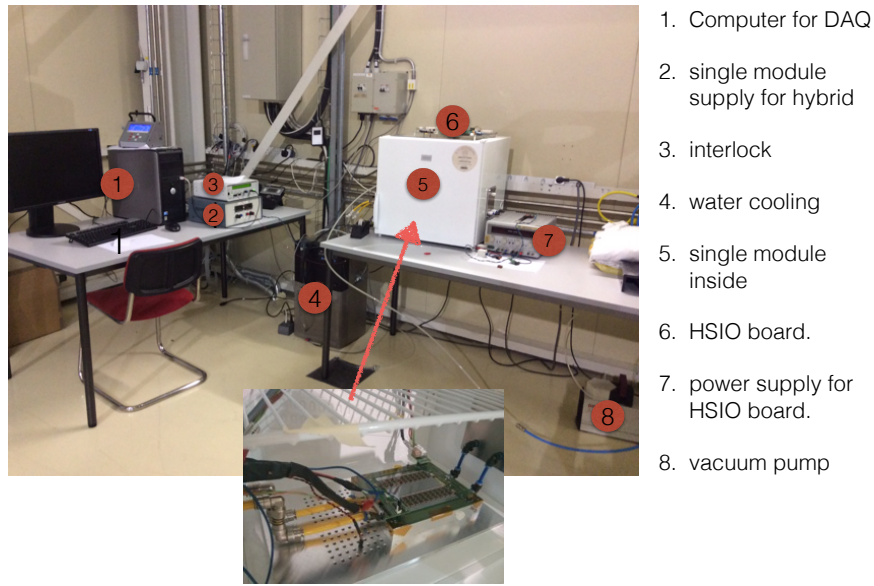 1. Computer for DAQ
2. single module
supply for hybrid
3. interlock
4. water cooling
5. single module
inside
6. HSIO board.
7. power supply for
HSIO board.
8. vacuum pump
6
1
3
5
2
7
1
4
8